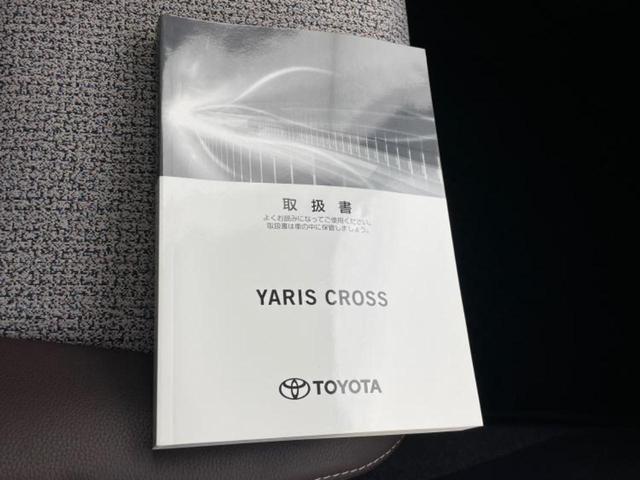 取扱書
よくお読みになってご使用ください。
取扱書は車の中に保管しましょう。
YARIS CROSS
TOYOTA